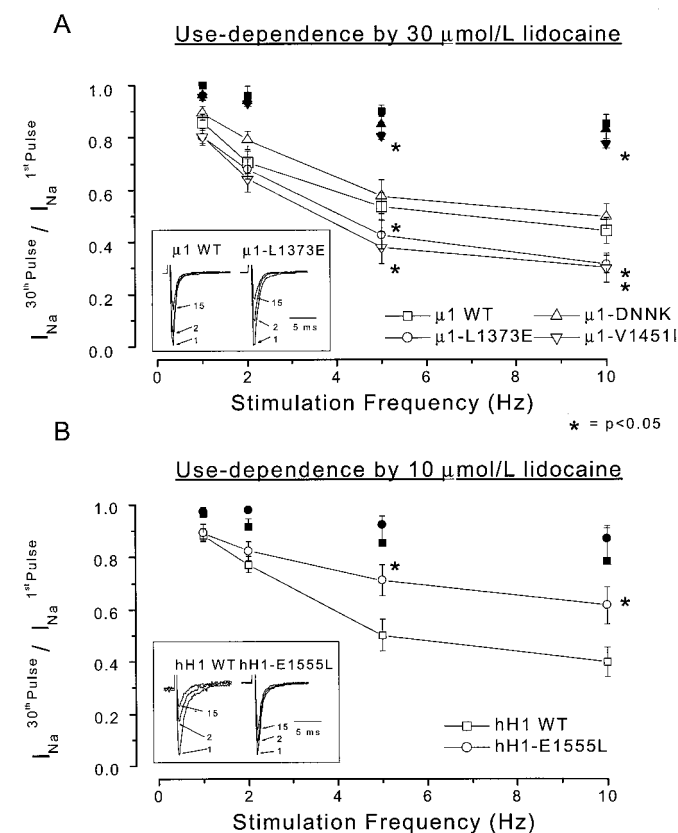 A
Use-dependence by 30 μmol/L lidocaine
1.0
0.8
0.6
0.4
0.2
0.0
I Na 30th Pulse / I Na 1st Pulse
*
*
*
*
*
*
μ1 WT μ1-L1373E
15
2
1
15
2
1
5 ms
μ1 WT μ1-DNNK
μ1-L1373E μ1-V1451I
0 2 4 6 8 10
Stimulation Frequency (Hz)
* = p<0.05
B
Use-dependence by 10 μmol/L lidocaine
1.0
0.8
0.6
0.4
0.2
0.0
I Na 30th Pulse / I Na 1st Pulse
*
*
hH1 WT hH1-E1555L
15
2
1
15
2
1
5 ms
hH1 WT
hH1-E1555L
0 2 4 6 8 10
Stimulation Frequency (Hz)